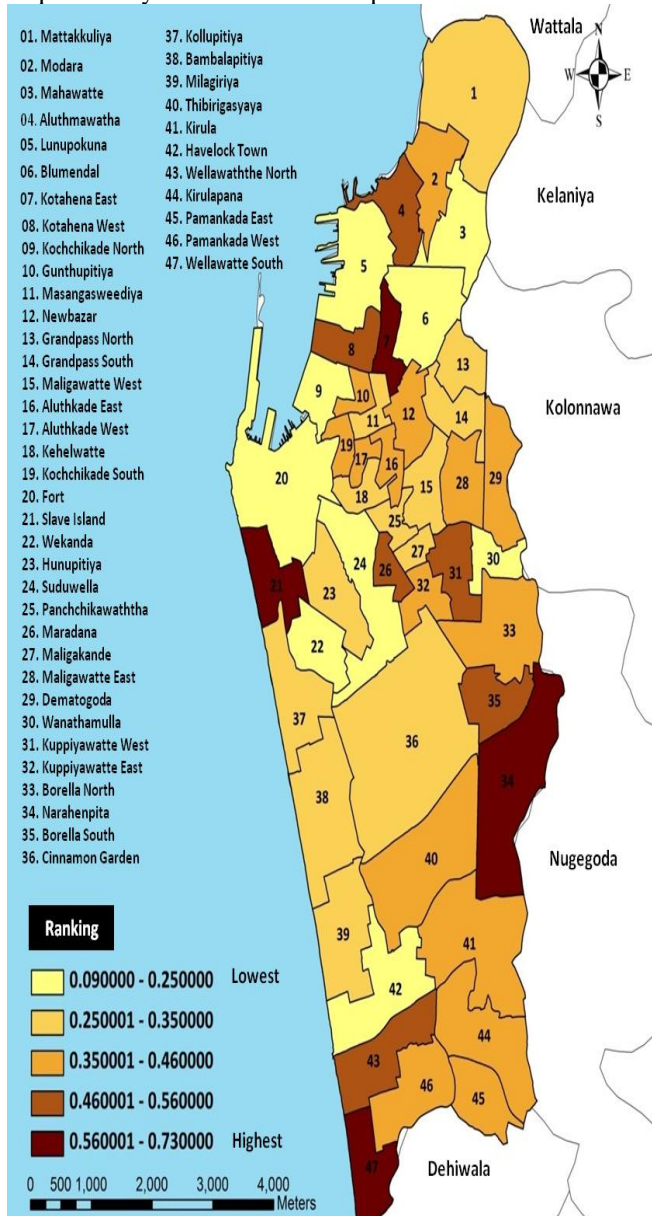 01. Mattakkuliya
02. Modara
03. Mahawatte
04. Aluthmawatha
05. Lunupokuna
06. Blumendal
07. Kotahena East
08. Kotahena West
09. Kochchikade North
10. Gunthupitiya
11. Masangasweediya
12. Newbazar
13. Grandpass North
14. Grandpass South
15. Maligawatte West
16. Aluthkade East
17. Aluthkade West
18. Kehelwatte
19. Kochchikade South
20. Fort
21. Slave Island
22. Wekanda
23. Hunupitiya
24. Suduwella
25. Panchchikawaththa
26. Maradana
27. Maligakande
28. Maligawatte East
29. Dematogoda
30. Wanathamulla
31. Kuppiyawatte West
32. Kuppiyawatte East
33. Borella North
34. Narahenpita
35. Borella South
36. Cinnamon Garden
37. Kollupitiya
38. Bambalapitiya
39. Milagiriya
40. Thibirigasyaya
41. Kirula
42. Havelock Town
43. Wellawaththe North
44. Kirulapana
45. Pamankada East
46. Pamankada West
47. Wellawatte South
Wattala
N
W E
S
Kelaniya
Kolonnawa
Nugegoda
Dehiwala
1
2
4
3
5
6
7
8
13
9
10
11
12
14
19
17
16
28
29
20
15
18
25
24
27
30
26
31
21
23
32
22
33
35
37
36
34
38
40
39
41
42
44
43
46
45
47
Ranking
0.090000 - 0.250000 Lowest
0.250001 - 0.350000
0.350001 - 0.460000
0.460001 - 0.560000
0.560001 - 0.730000 Highest
0 500 1,000 2,000 3,000 4,000
Meters